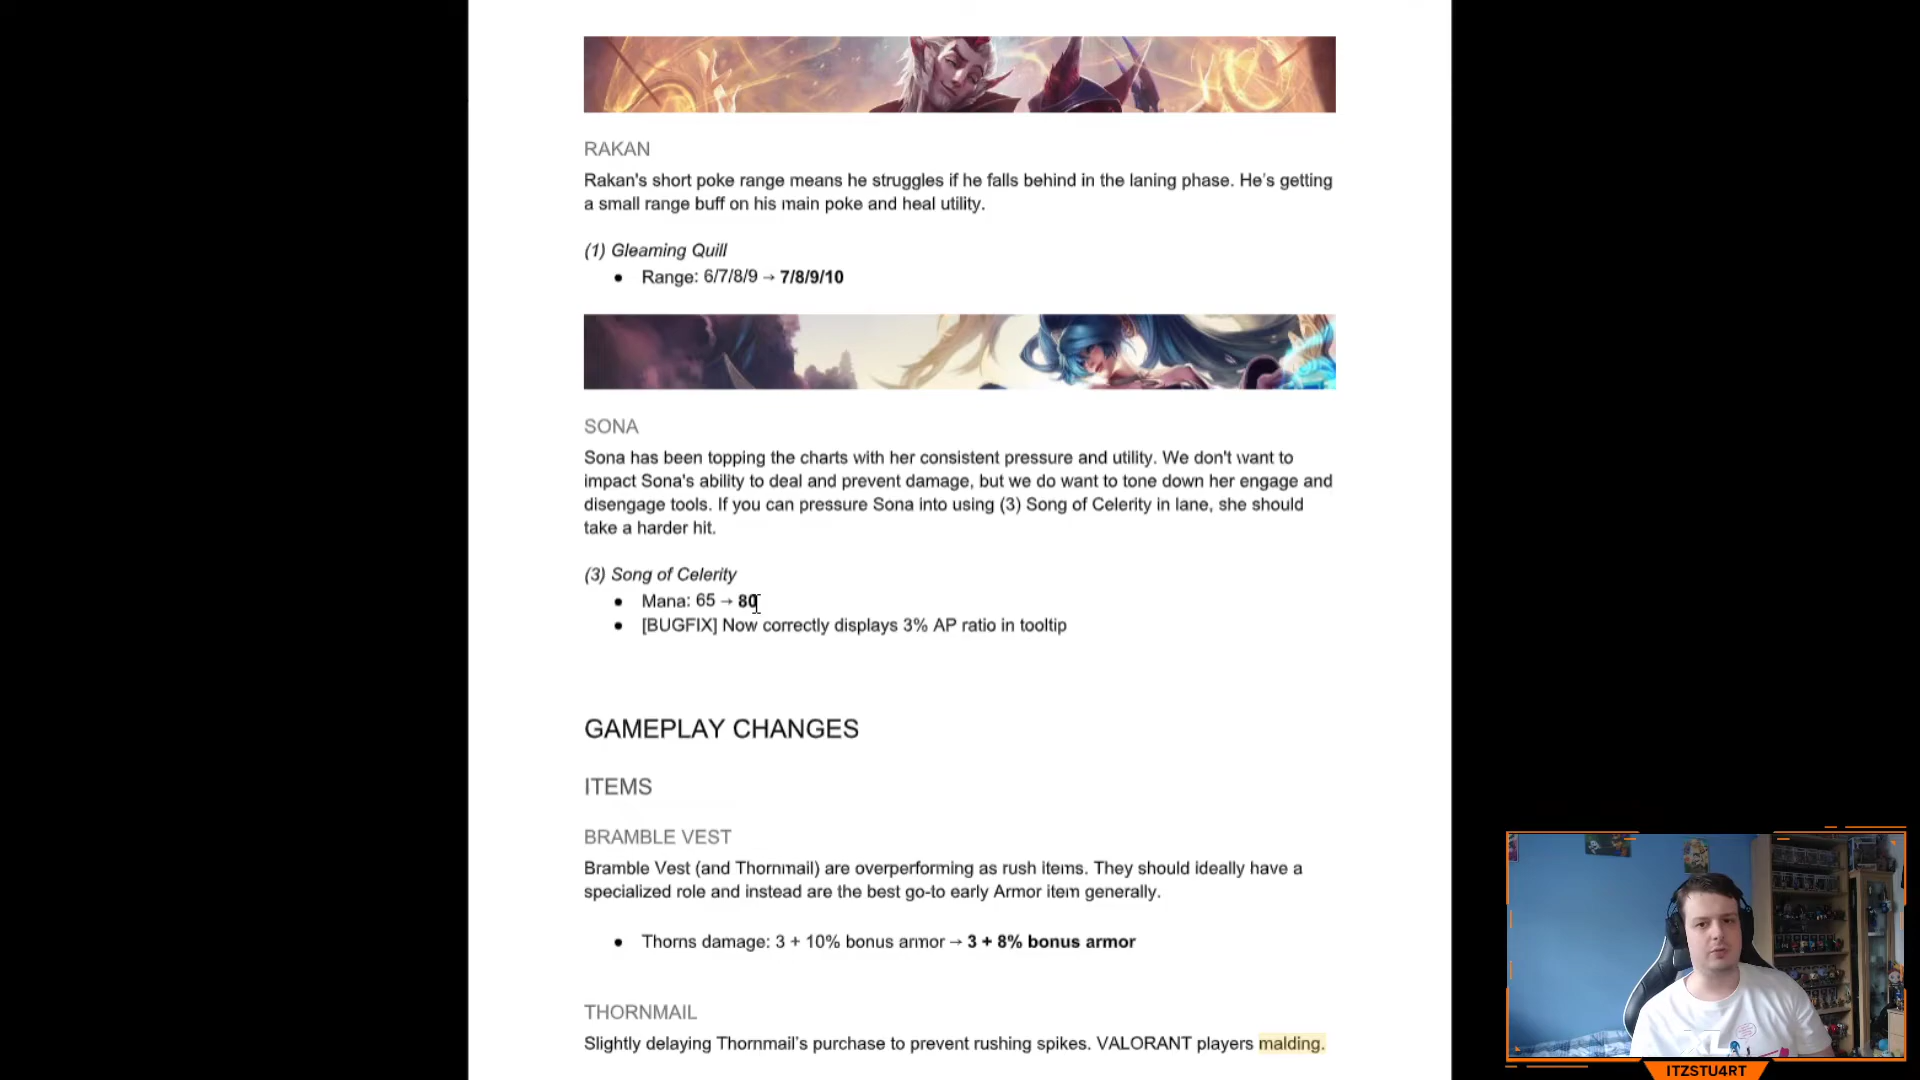 RAKAN
Rakan's short poke range means he struggles if he falls behind in the laning phase. He's getting
a small range buff on his main poke and heal utility.
(1) Gleaming Quill
● Range: 6/7/8/9 → 7/8/9/10
SONA
Sona has been topping the charts with her consistent pressure and utility. We don't want to
impact Sona's ability to deal and prevent damage, but we do want to tone down her engage and
disengage tools. If you can pressure Sona into using (3) Song of Celerity in lane, she should
take a harder hit.
(3) Song of Celerity
● Mana: 65 → 80
● [BUGFIX] Now correctly displays 3% AP ratio in tooltip
GAMEPLAY CHANGES
ITEMS
BRAMBLE VEST
Bramble Vest (and Thornmail) are overperforming as rush items. They should ideally have a
specialized role and instead are the best go-to early Armor item generally.
● Thorns damage: 3 + 10% bonus armor → 3 + 8% bonus armor
THORNMAIL
Slightly delaying Thornmail's purchase to prevent rushing spikes. VALORANT players malding.
ITZSTU4RT